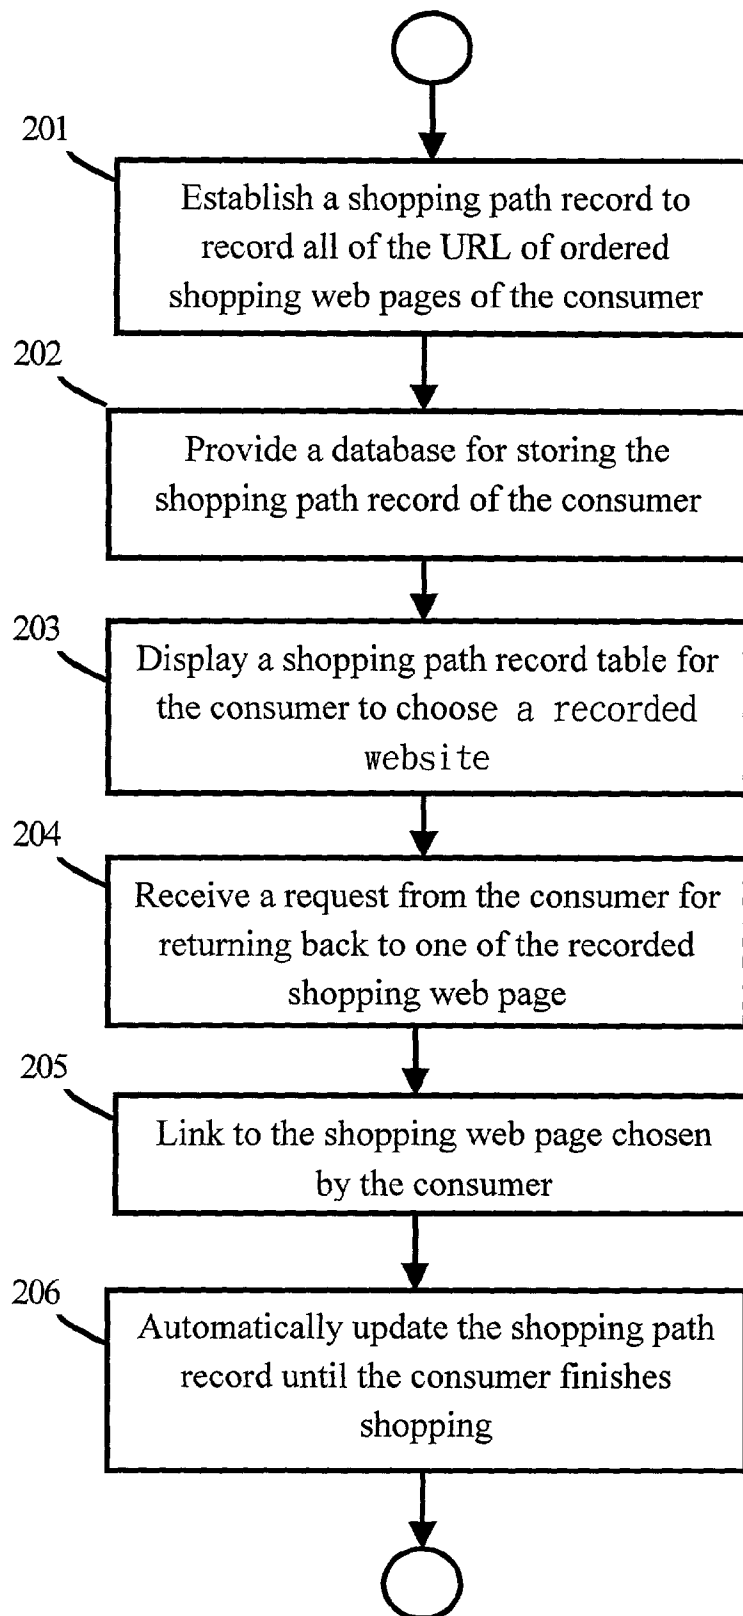 201
Establish a shopping path record to
record all of the URL of ordered
shopping web pages of the consumer
202
Provide a database for storing the
shopping path record of the consumer
203
Display a shopping path record table for
the consumer to choose a recorded
website
204
Receive a request from the consumer for
returning back to one of the recorded
shopping web page
205
Link to the shopping web page chosen
by the consumer
206
Automatically update the shopping path
record until the consumer finishes
shopping